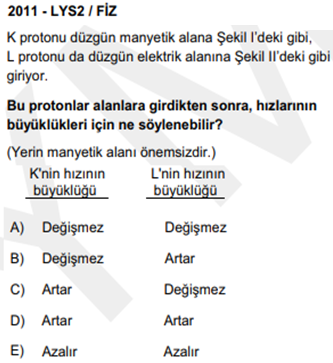 2011 - LYS2 / FİZ
K protonu düzgün manyetik alana Şekil I'deki gibi,
L protonu da düzgün elektrik alanına Şekil II'deki gibi
giriyor.
Bu protonlar alanlara girdikten sonra, hızlarının
büyüklükleri için ne söylenebilir?
(Yerin manyetik alanı önemsizdir.)
K'nin hızının L'nin hızının
büyüklüğü büyüklüğü
A) Değişmez Değişmez
B) Değişmez Artar
C) Artar Değişmez
D) Artar Artar
E) Azalır Azalır